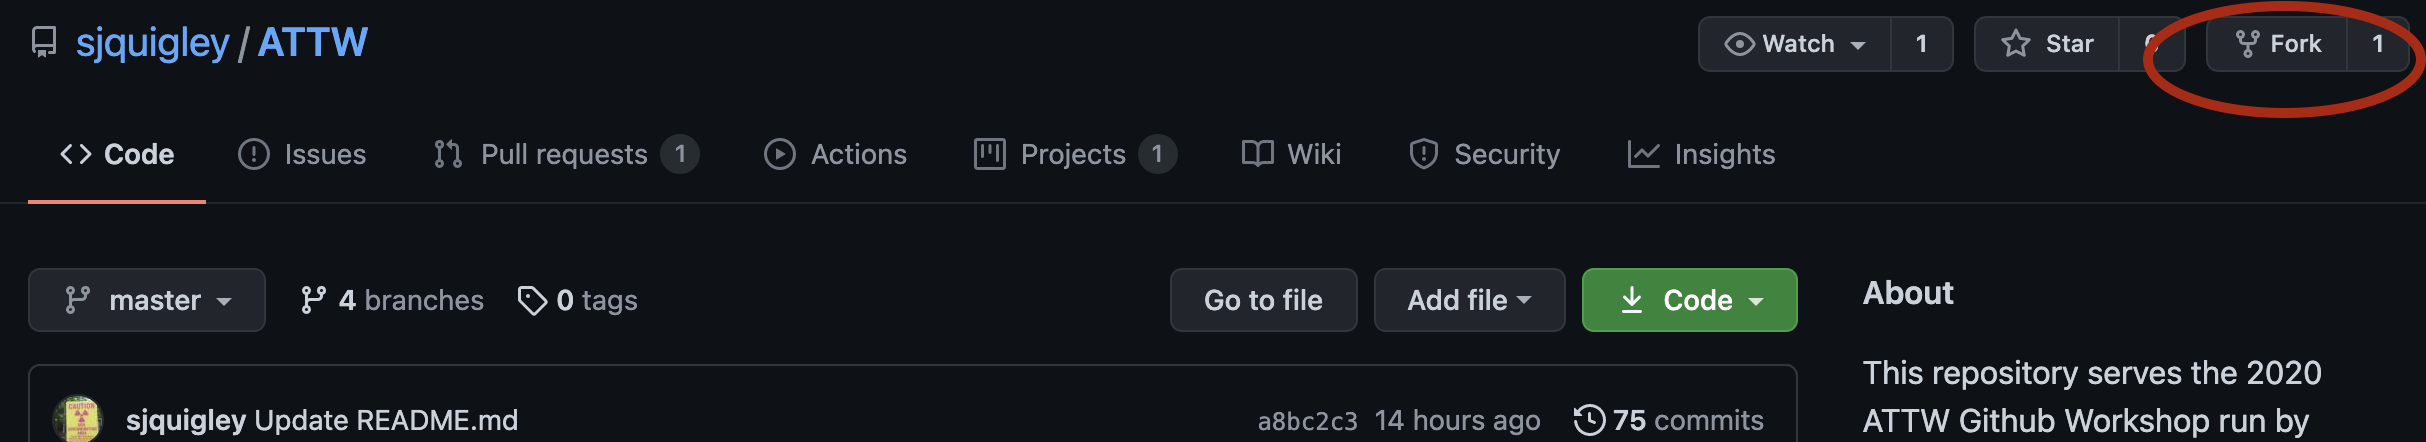 sjquigley / ATTW
Watch 1 Star Fork 1
Code Issues Pull requests 1 Actions Projects 1 Wiki Security Insights
master 4 branches 0 tags Go to file Add file Code
About
This repository serves the 2020
ATTW Github Workshop run by
sjquigley Update README.md a8bc2c3 14 hours ago 75 commits